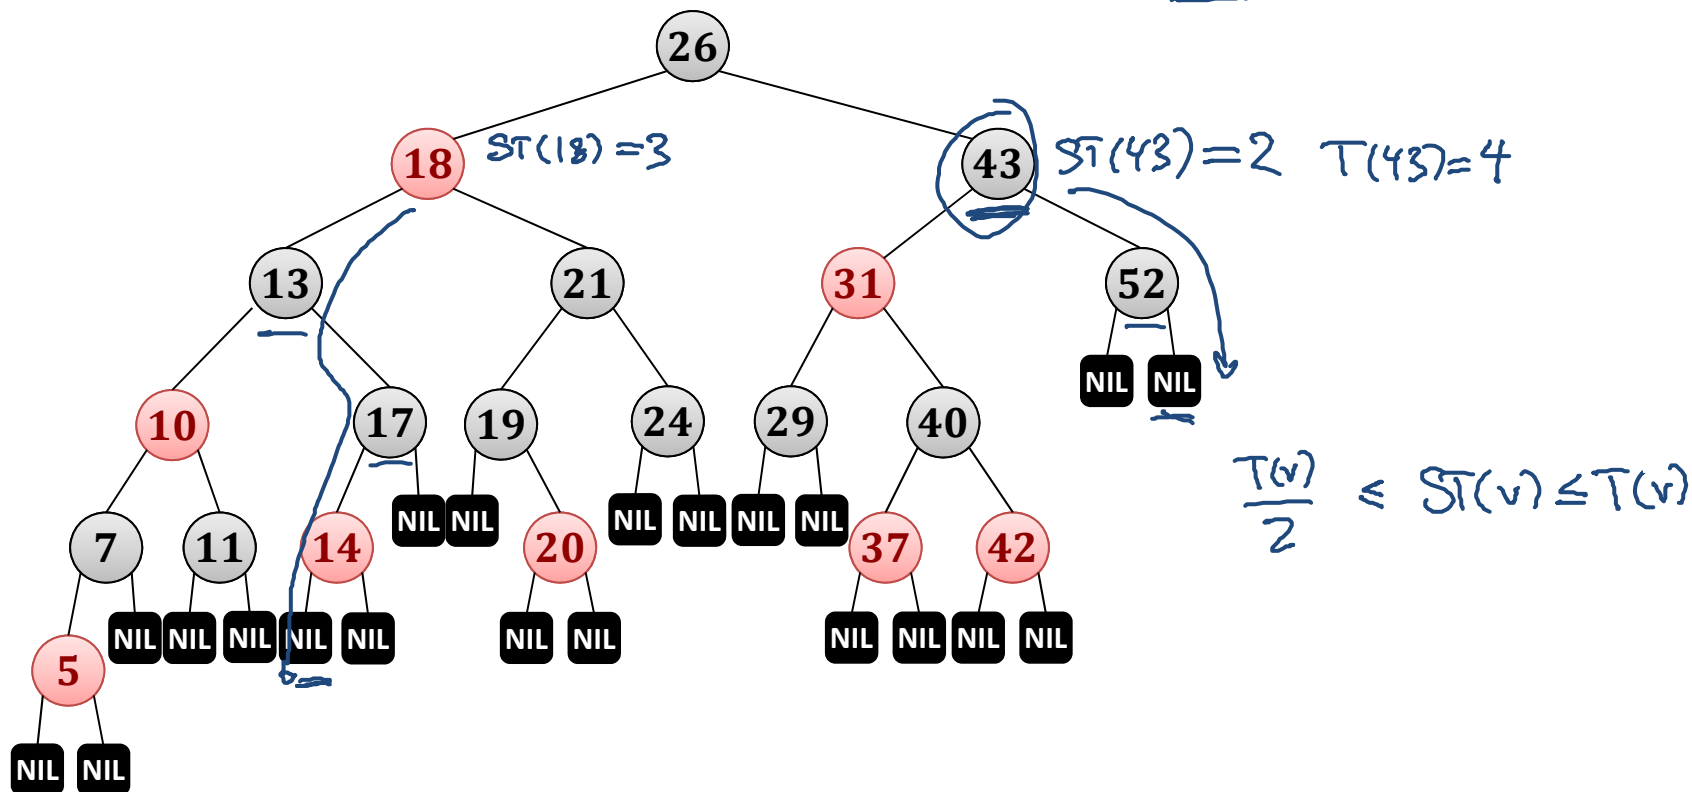 26
18 ST(18) = 3 43 ST(43) = 2 T(43) = 4
13 21 31 52
NIL NIL
10 17 19 24 29 40
T(v)/2 ≤ ST(v) ≤ T(v)
NIL NIL NIL NIL NIL NIL
7 11 14 20 37 42
NIL NIL NIL NIL NIL NIL NIL NIL NIL NIL NIL
5
NIL NIL